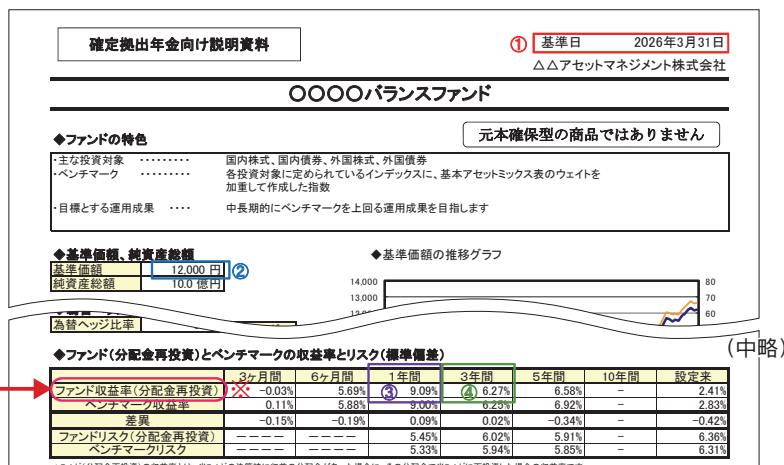 確定拠出年金向け説明資料
① 基準日 2026年3月31日
△△アセットマネジメント株式会社
〇〇〇〇バランスファンド
◆ファンドの特色
元本確保型の商品ではありません
・主な投資対象 ········· 国内株式、国内債券、外国株式、外国債券
・ベンチマーク ········· 各投資対象に定められているインデックスに、基本アセットミックス表のウェイトを
加重して作成した指数
・目標とする運用成果 ···· 中長期的にベンチマークを上回る運用成果を目指します
◆基準価額、純資産総額
◆基準価額の推移グラフ
基準価額 12,000 円 ②
純資産総額 10.0 億円
14,000 80
13,000 70
60
為替ヘッジ比率
(中略)
◆ファンド(分配金再投資)とベンチマークの収益率とリスク(標準偏差)
3ヶ月間 6ヶ月間 1年間 3年間 5年間 10年間 設定来
ファンド収益率(分配金再投資) ※ -0.03% 5.69% ③ 9.09% ④ 6.27% 6.58% - 2.41%
ベンチマーク収益率 0.11% 5.88% 9.00% 6.25% 6.92% - 2.83%
差異 -0.15% -0.19% 0.09% 0.02% -0.34% - -0.42%
ファンドリスク(分配金再投資) ---- ---- 5.45% 6.02% 5.91% - 6.36%
ベンチマークリスク ---- ---- 5.33% 5.94% 5.85% - 6.31%